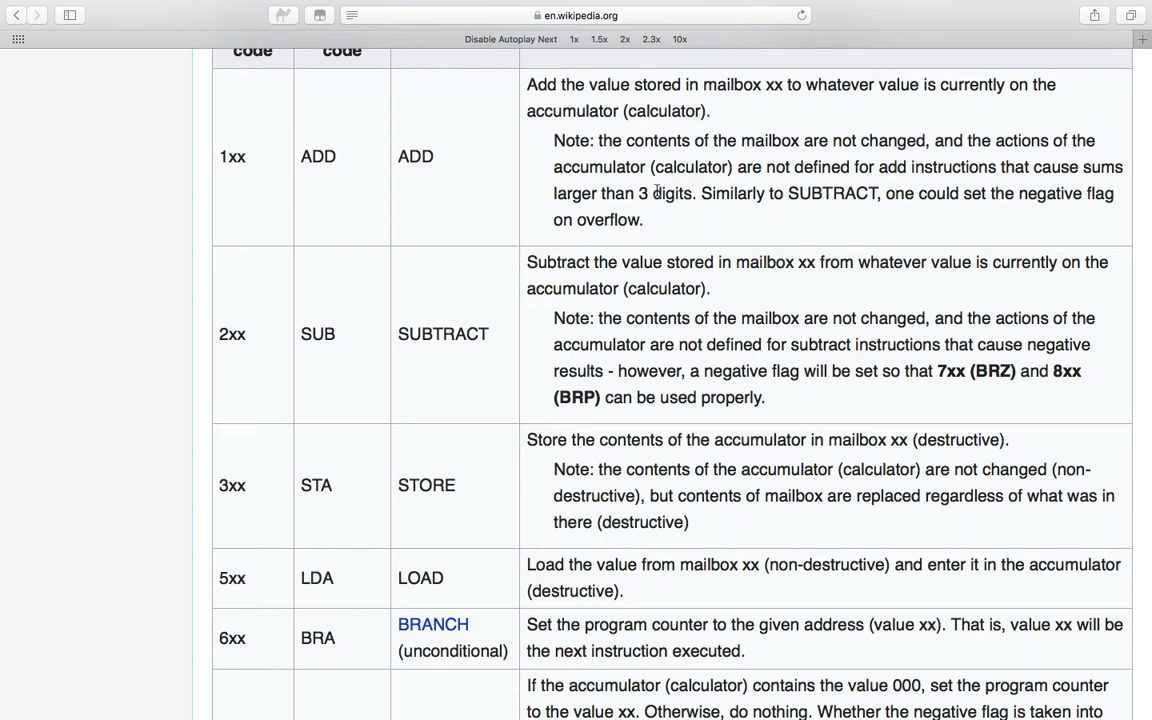 en.wikipedia.org
Disable Autoplay Next 1x 1.5x 2x 2.3x 10x
code code
1xx ADD ADD
Add the value stored in mailbox xx to whatever value is currently on the
accumulator (calculator).
Note: the contents of the mailbox are not changed, and the actions of the
accumulator (calculator) are not defined for add instructions that cause sums
larger than 3 digits. Similarly to SUBTRACT, one could set the negative flag
on overflow.
2xx SUB SUBTRACT
Subtract the value stored in mailbox xx from whatever value is currently on the
accumulator (calculator).
Note: the contents of the mailbox are not changed, and the actions of the
accumulator are not defined for subtract instructions that cause negative
results - however, a negative flag will be set so that 7xx (BRZ) and 8xx
(BRP) can be used properly.
3xx STA STORE
Store the contents of the accumulator in mailbox xx (destructive).
Note: the contents of the accumulator (calculator) are not changed (non-
destructive), but contents of mailbox are replaced regardless of what was in
there (destructive)
5xx LDA LOAD
Load the value from mailbox xx (non-destructive) and enter it in the accumulator
(destructive).
6xx BRA BRANCH
(unconditional)
Set the program counter to the given address (value xx). That is, value xx will be
the next instruction executed.
If the accumulator (calculator) contains the value 000, set the program counter
to the value xx. Otherwise, do nothing. Whether the negative flag is taken into